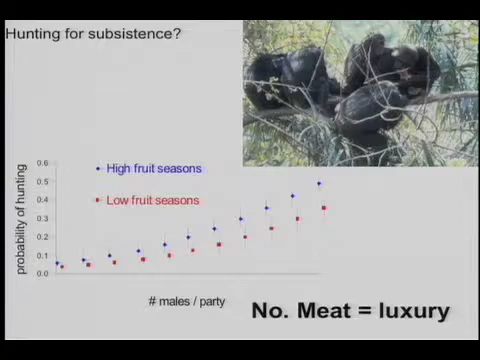 Hunting for subsistence?
0.6
High fruit seasons
0.5
Low fruit seasons
0.4
0.3
0.2
0.1
0.0
probability of hunting
# males / party
No. Meat = luxury